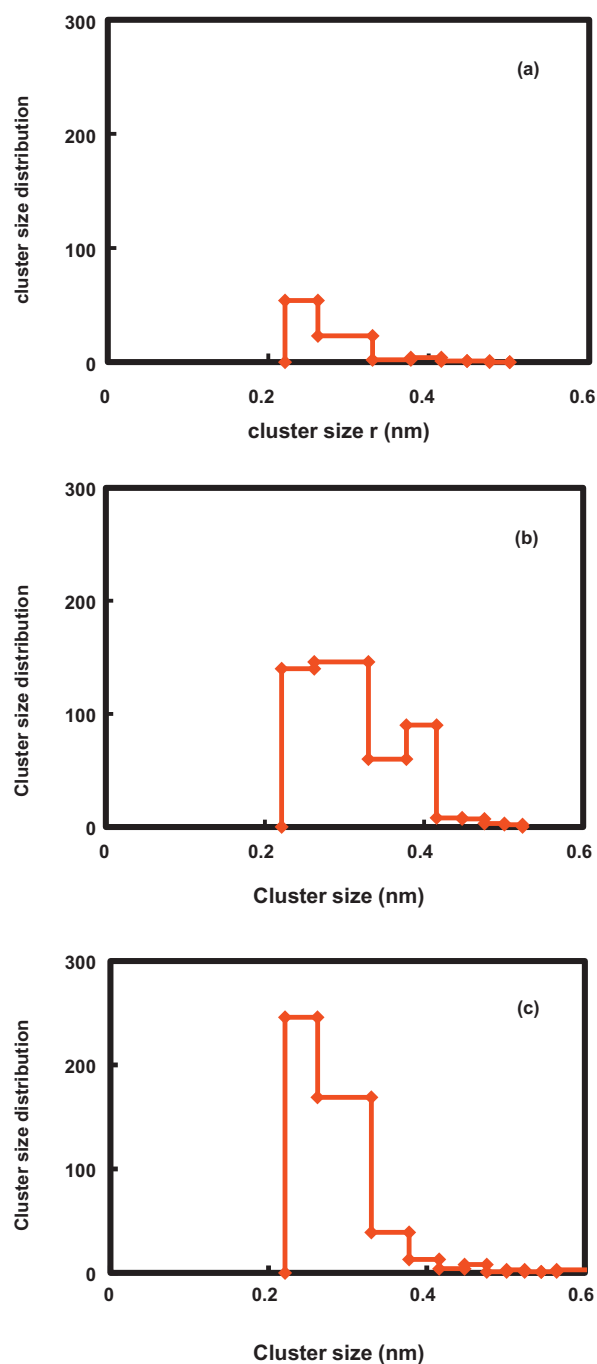 300
(a)
cluster size distribution
200
100
0
0 0.2 0.4 0.6
cluster size r (nm)
300
(b)
Cluster size distribution
200
100
0
0 0.2 0.4 0.6
Cluster size (nm)
300
(c)
Cluster size distribution
200
100
0
0 0.2 0.4 0.6
Cluster size (nm)